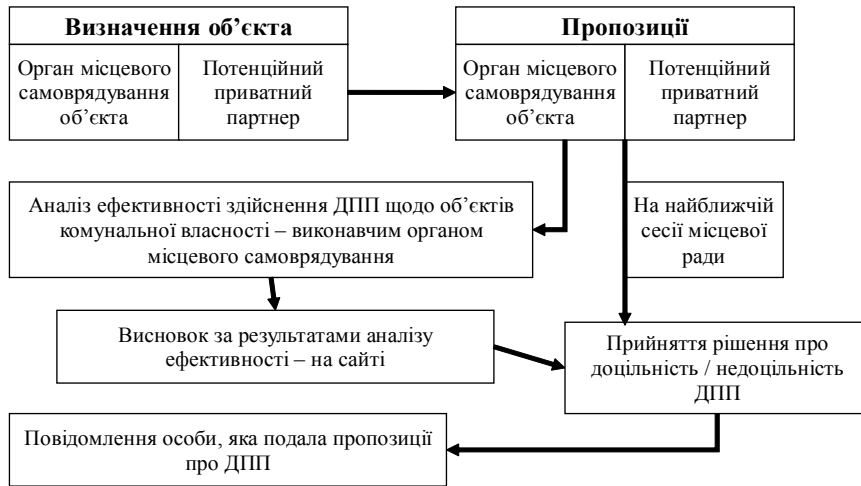 Визначення об’єкта
Орган місцевого
самоврядування
об’єкта
Потенційний
приватний
партнер
Пропозиції
Орган місцевого
самоврядування
об’єкта
Потенційний
приватний
партнер
Аналіз ефективності здійснення ДПП щодо об’єктів
комунальної власності – виконавчим органом
місцевого самоврядування
На найближчій
сесії місцевої
ради
Висновок за результатами аналізу
ефективності – на сайті
Прийняття рішення про
доцільність / недоцільність
ДПП
Повідомлення особи, яка подала пропозиції
про ДПП